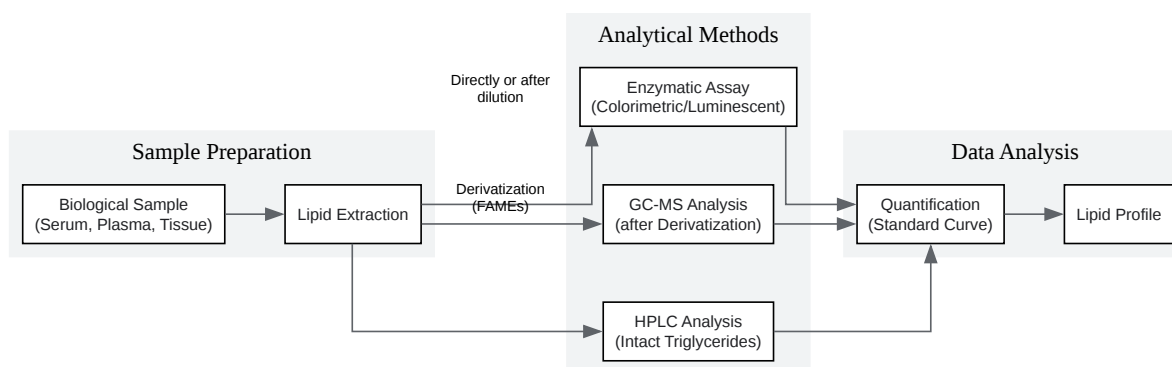 Sample Preparation
Biological Sample
(Serum, Plasma, Tissue)
Lipid Extraction
Directly or after
dilution
Derivatization
(FAMEs)
Analytical Methods
Enzymatic Assay
(Colorimetric/Luminescent)
GC-MS Analysis
(after Derivatization)
HPLC Analysis
(Intact Triglycerides)
Data Analysis
Quantification
(Standard Curve)
Lipid Profile